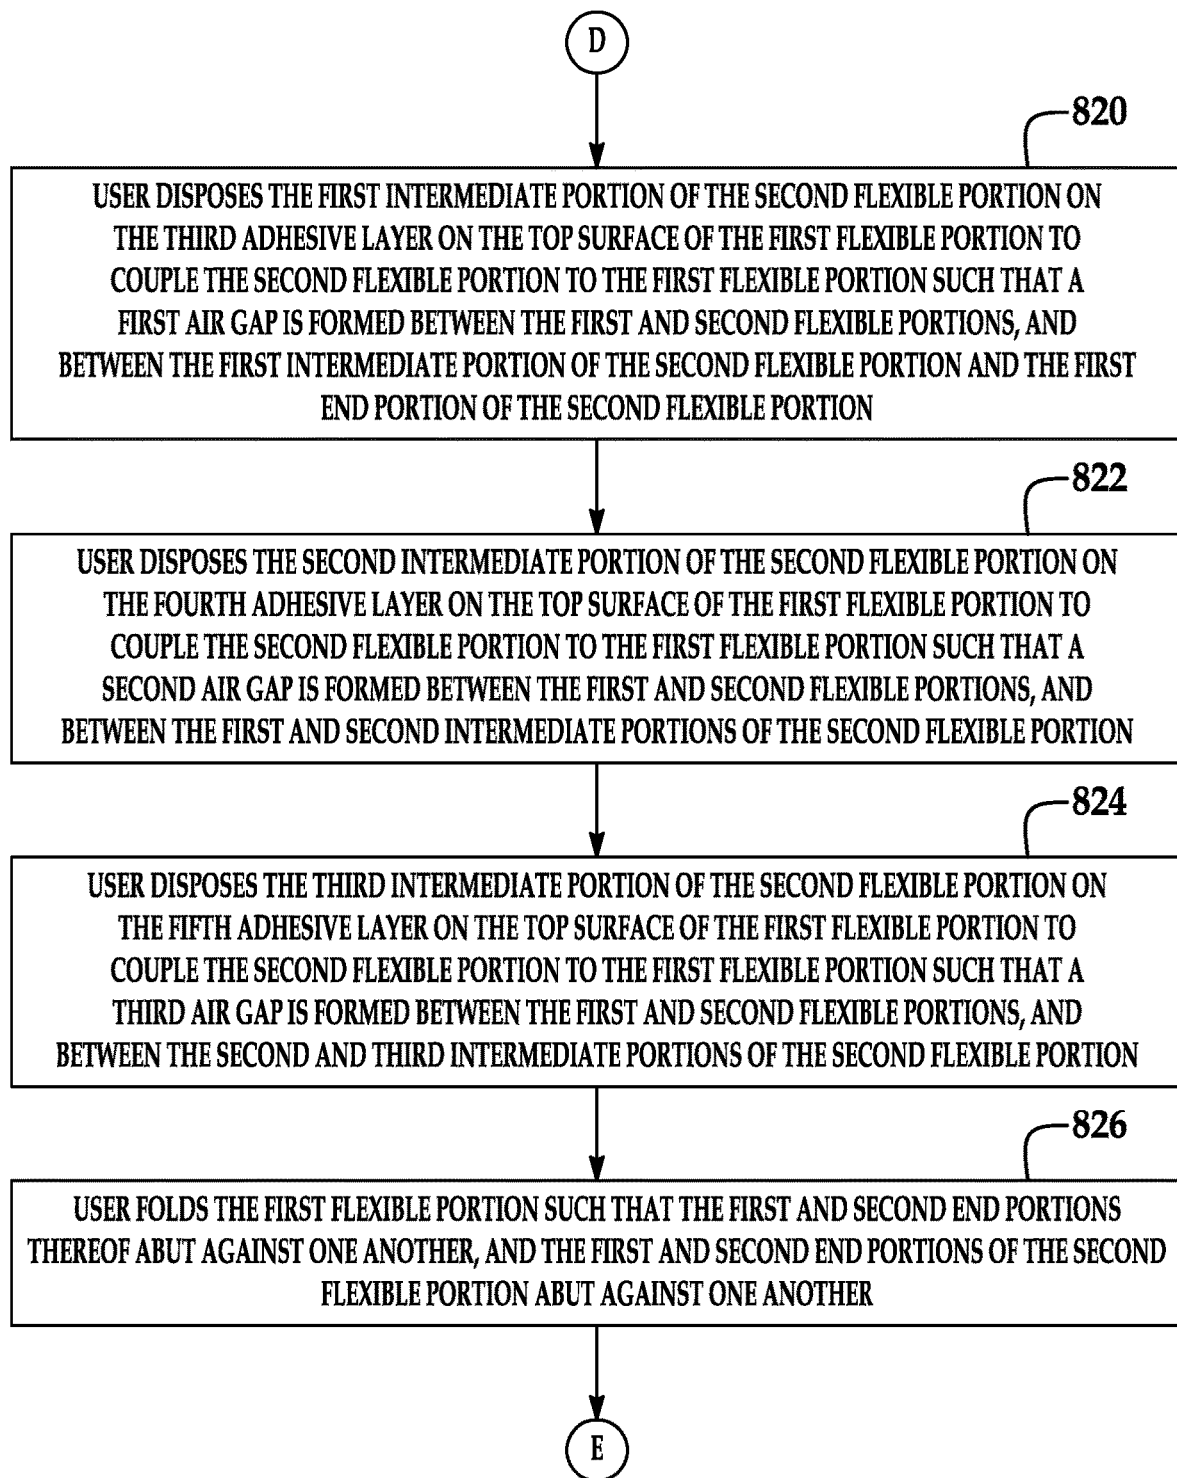 D
820
USER DISPOSES THE FIRST INTERMEDIATE PORTION OF THE SECOND FLEXIBLE PORTION ON
THE THIRD ADHESIVE LAYER ON THE TOP SURFACE OF THE FIRST FLEXIBLE PORTION TO
COUPLE THE SECOND FLEXIBLE PORTION TO THE FIRST FLEXIBLE PORTION SUCH THAT A
FIRST AIR GAP IS FORMED BETWEEN THE FIRST AND SECOND FLEXIBLE PORTIONS, AND
BETWEEN THE FIRST INTERMEDIATE PORTION OF THE SECOND FLEXIBLE PORTION AND THE FIRST
END PORTION OF THE SECOND FLEXIBLE PORTION
822
USER DISPOSES THE SECOND INTERMEDIATE PORTION OF THE SECOND FLEXIBLE PORTION ON
THE FOURTH ADHESIVE LAYER ON THE TOP SURFACE OF THE FIRST FLEXIBLE PORTION TO
COUPLE THE SECOND FLEXIBLE PORTION TO THE FIRST FLEXIBLE PORTION SUCH THAT A
SECOND AIR GAP IS FORMED BETWEEN THE FIRST AND SECOND FLEXIBLE PORTIONS, AND
BETWEEN THE FIRST AND SECOND INTERMEDIATE PORTIONS OF THE SECOND FLEXIBLE PORTION
824
USER DISPOSES THE THIRD INTERMEDIATE PORTION OF THE SECOND FLEXIBLE PORTION ON
THE FIFTH ADHESIVE LAYER ON THE TOP SURFACE OF THE FIRST FLEXIBLE PORTION TO
COUPLE THE SECOND FLEXIBLE PORTION TO THE FIRST FLEXIBLE PORTION SUCH THAT A
THIRD AIR GAP IS FORMED BETWEEN THE FIRST AND SECOND FLEXIBLE PORTIONS, AND
BETWEEN THE SECOND AND THIRD INTERMEDIATE PORTIONS OF THE SECOND FLEXIBLE PORTION
826
USER FOLDS THE FIRST FLEXIBLE PORTION SUCH THAT THE FIRST AND SECOND END PORTIONS
THEREOF ABUT AGAINST ONE ANOTHER, AND THE FIRST AND SECOND END PORTIONS OF THE SECOND
FLEXIBLE PORTION ABUT AGAINST ONE ANOTHER
E